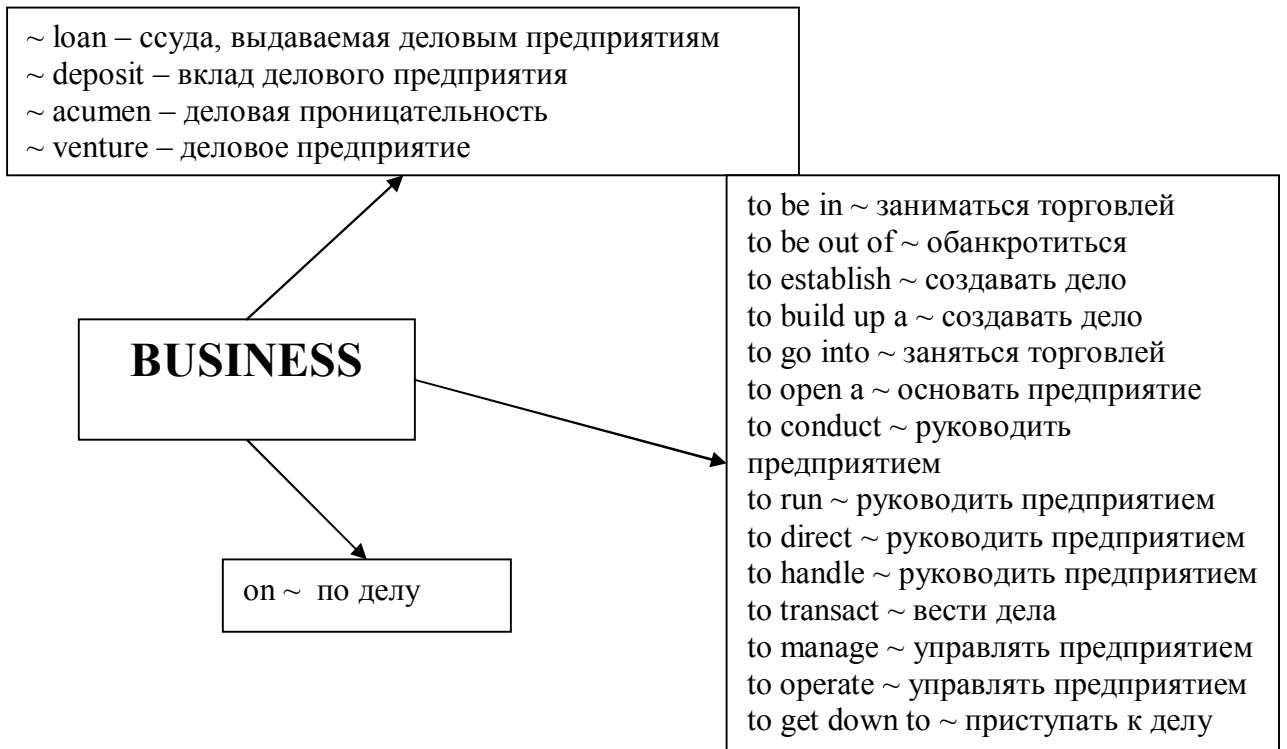 ~ loan – ссуда, выдаваемая деловым предприятиям
~ deposit – вклад делового предприятия
~ acumen – деловая проницательность
~ venture – деловое предприятие
BUSINESS
to be in ~ заниматься торговлей
to be out of ~ обанкротиться
to establish ~ создавать дело
to build up a ~ создавать дело
to go into ~ заняться торговлей
to open a ~ основать предприятие
to conduct ~ руководить
предприятием
to run ~ руководить предприятием
to direct ~ руководить предприятием
to handle ~ руководить предприятием
to transact ~ вести дела
to manage ~ управлять предприятием
to operate ~ управлять предприятием
to get down to ~ приступать к делу
on ~ по делу